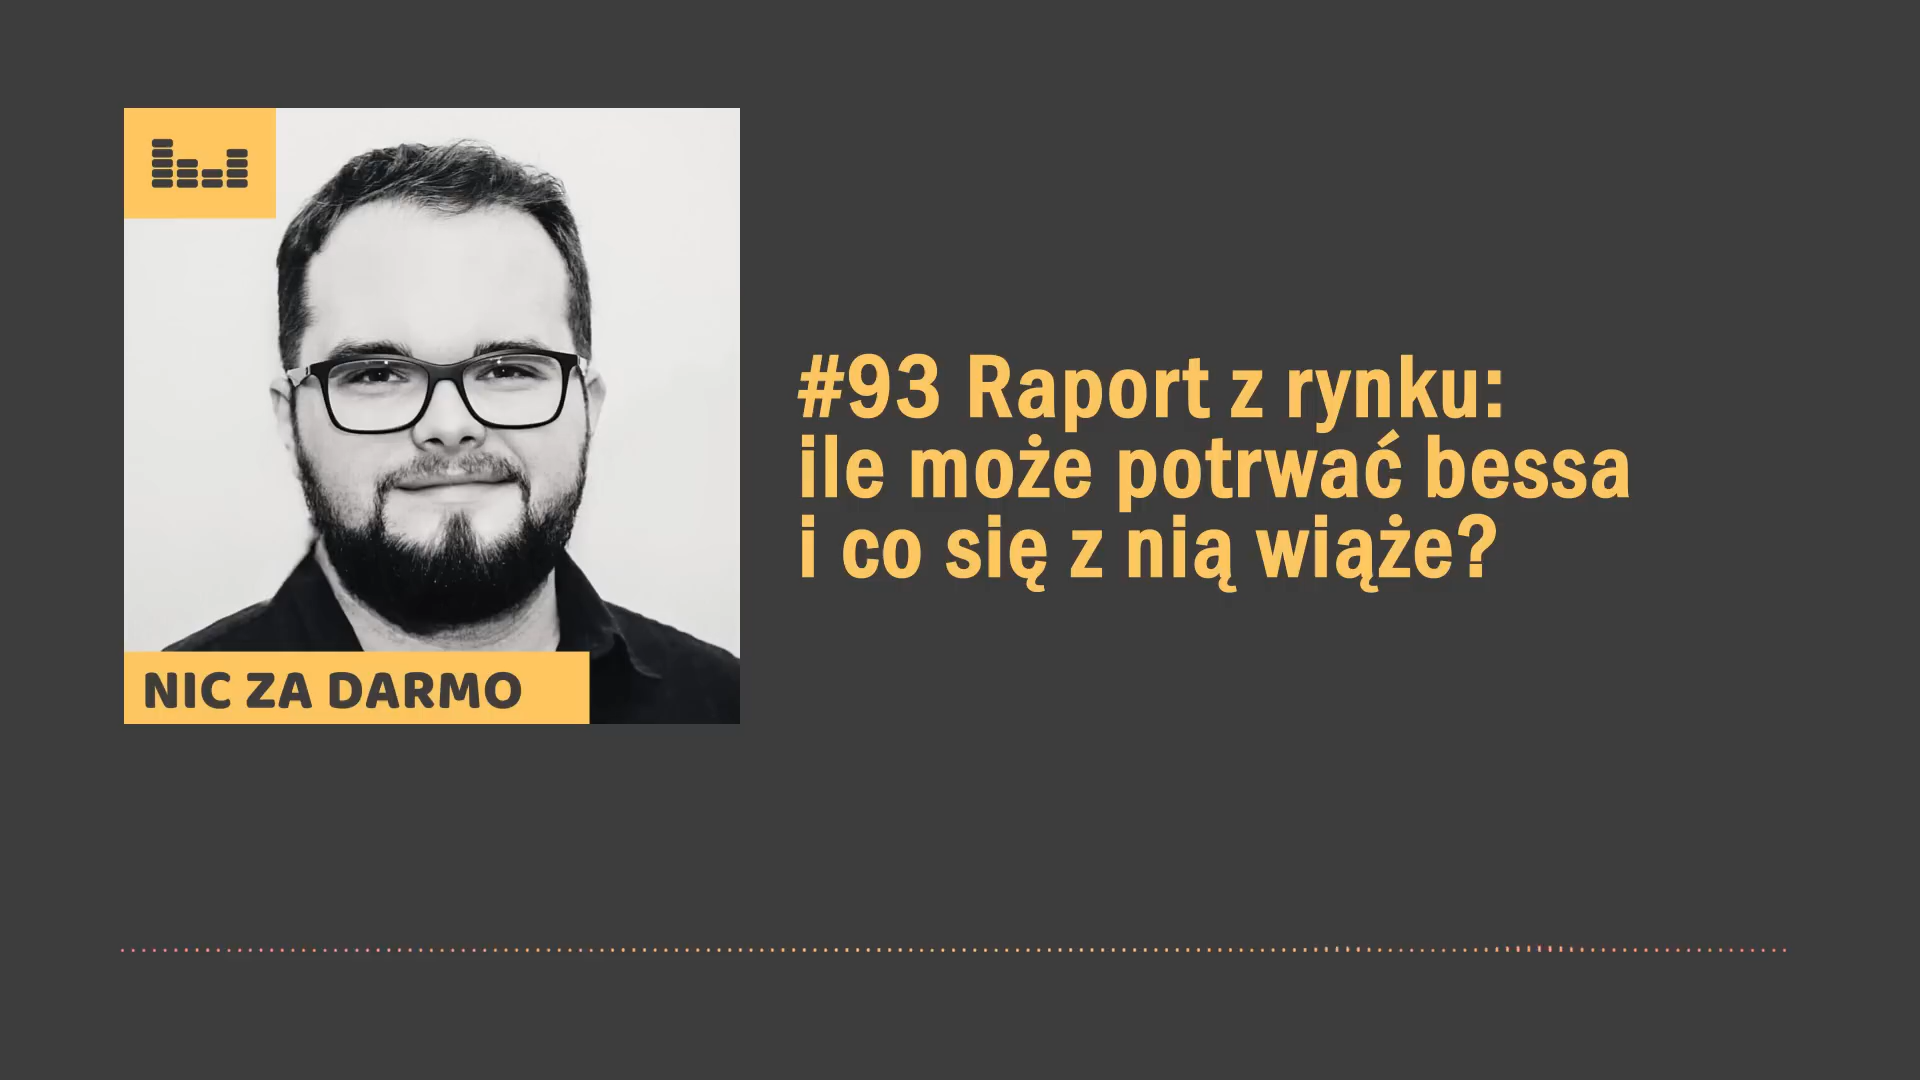 NIC ZA DARMO
#93 Raport z rynku:
ile może potrwać bessa
i co się z nią wiąże?